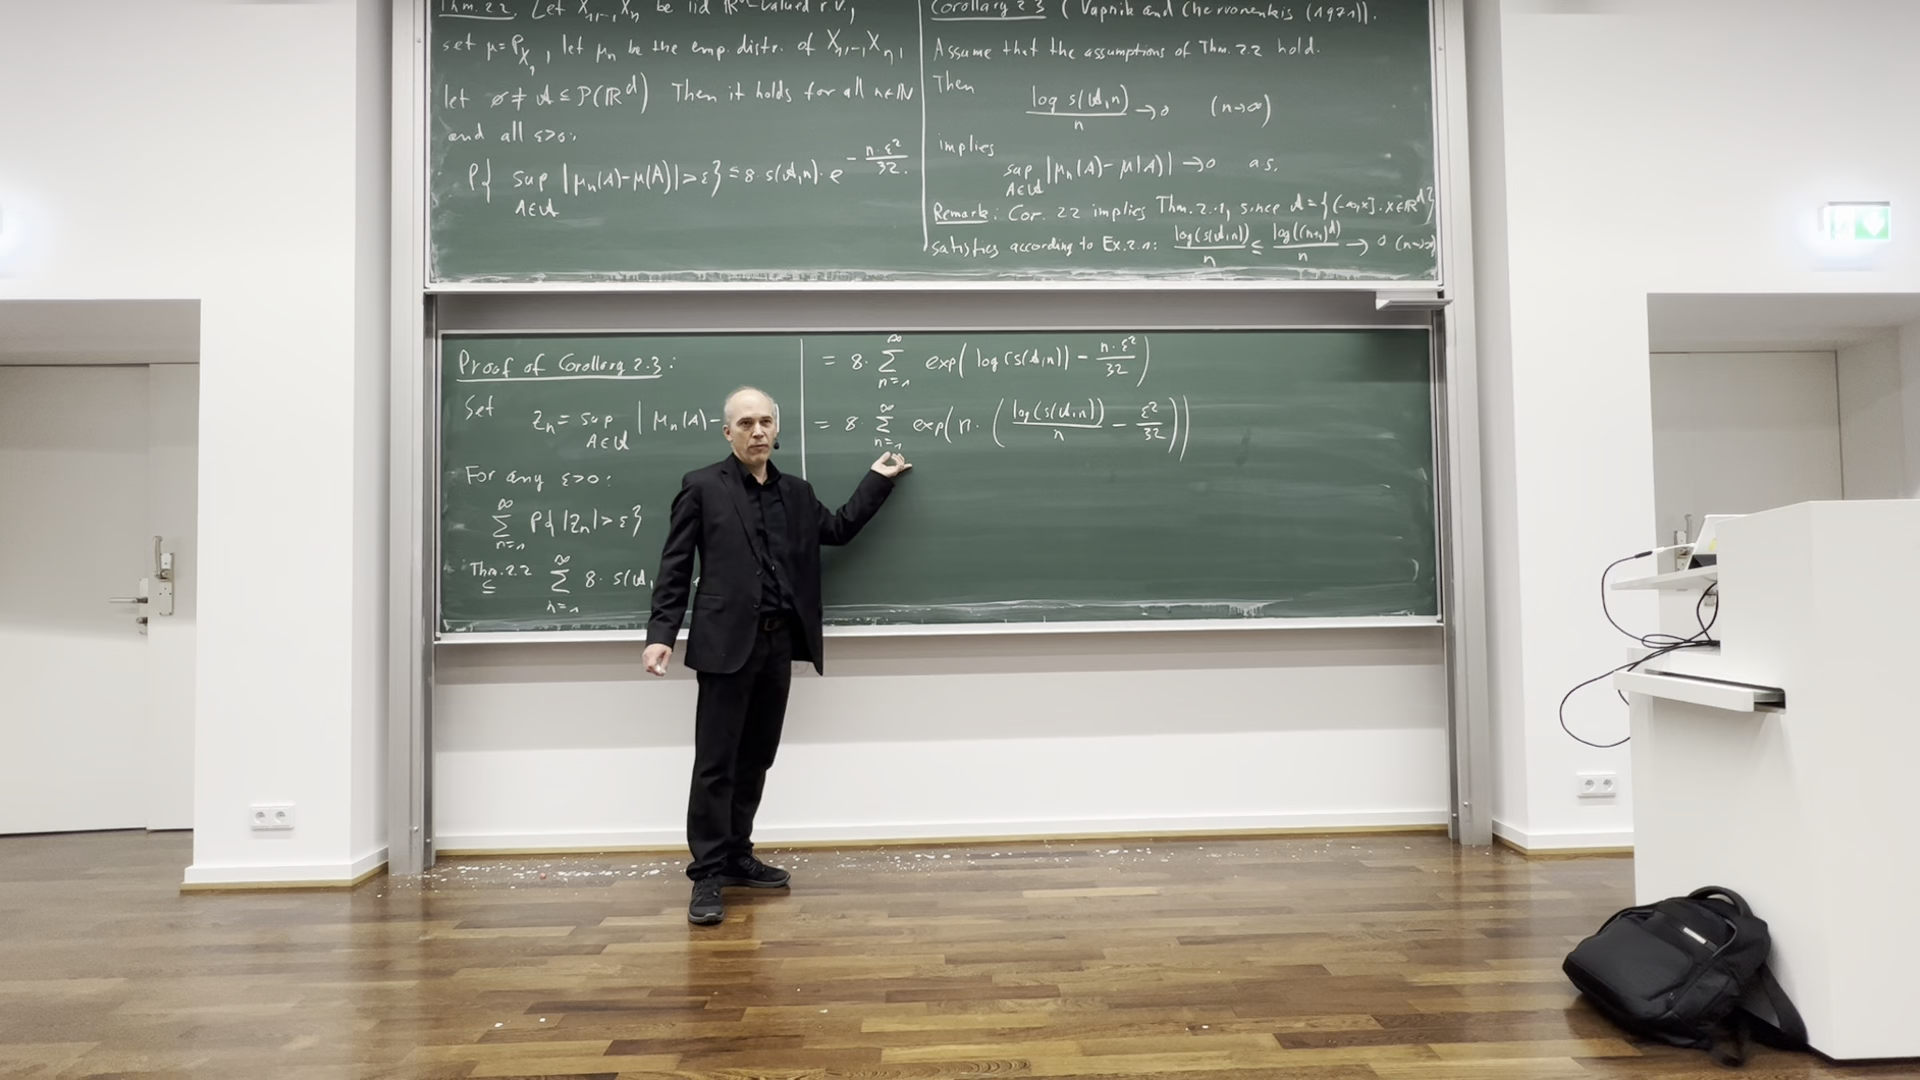 Thm. 2.2. Let X₁,…,Xₙ be iid ℝᵈ-valued r.v.,
set μ = P_{X₁}, let μₙ be the emp. distr. of X₁,…,Xₙ,
let ∅ ≠ 𝒜 ⊆ P(ℝᵈ) Then it holds for all n∈ℕ
and all ε>0:
P{ sup_{A∈𝒜} |μₙ(A)-μ(A)| > ε } ≤ 8 · s(𝒜,n) · e^{-n·ε²/32}.
Corollary 2.3 (Vapnik and Chervonenkis (1971)).
Assume that the assumptions of Thm. 2.2 hold.
Then
log s(𝒜,n) / n → 0 (n→∞)
implies
sup_{A∈𝒜} |μₙ(A)-μ(A)| → 0 a.s.
Remark: Cor. 2.2 implies Thm. 2.1, since 𝒜 = {(-∞,x] : x∈ℝᵈ}
satisfies according to Ex. 2.1: log(s(𝒜,n)) / n ≤ log((n+1)ᵈ) / n → 0 (n→∞)
Proof of Corollary 2.3:
Set Zₙ = sup_{A∈𝒜} | μₙ(A) -
For any ε>0:
∑_{n=1}^∞ P{|Zₙ| > ε}
Thm. 2.2 ≤ ∑_{n=1}^∞ 8 · s(𝒜,
= 8 · ∑_{n=1}^∞ exp( log(s(𝒜,n)) - n·ε²/32 )
= 8 · ∑_{n=1}^∞ exp( n · ( log(s(𝒜,n)) / n - ε²/32 ) )